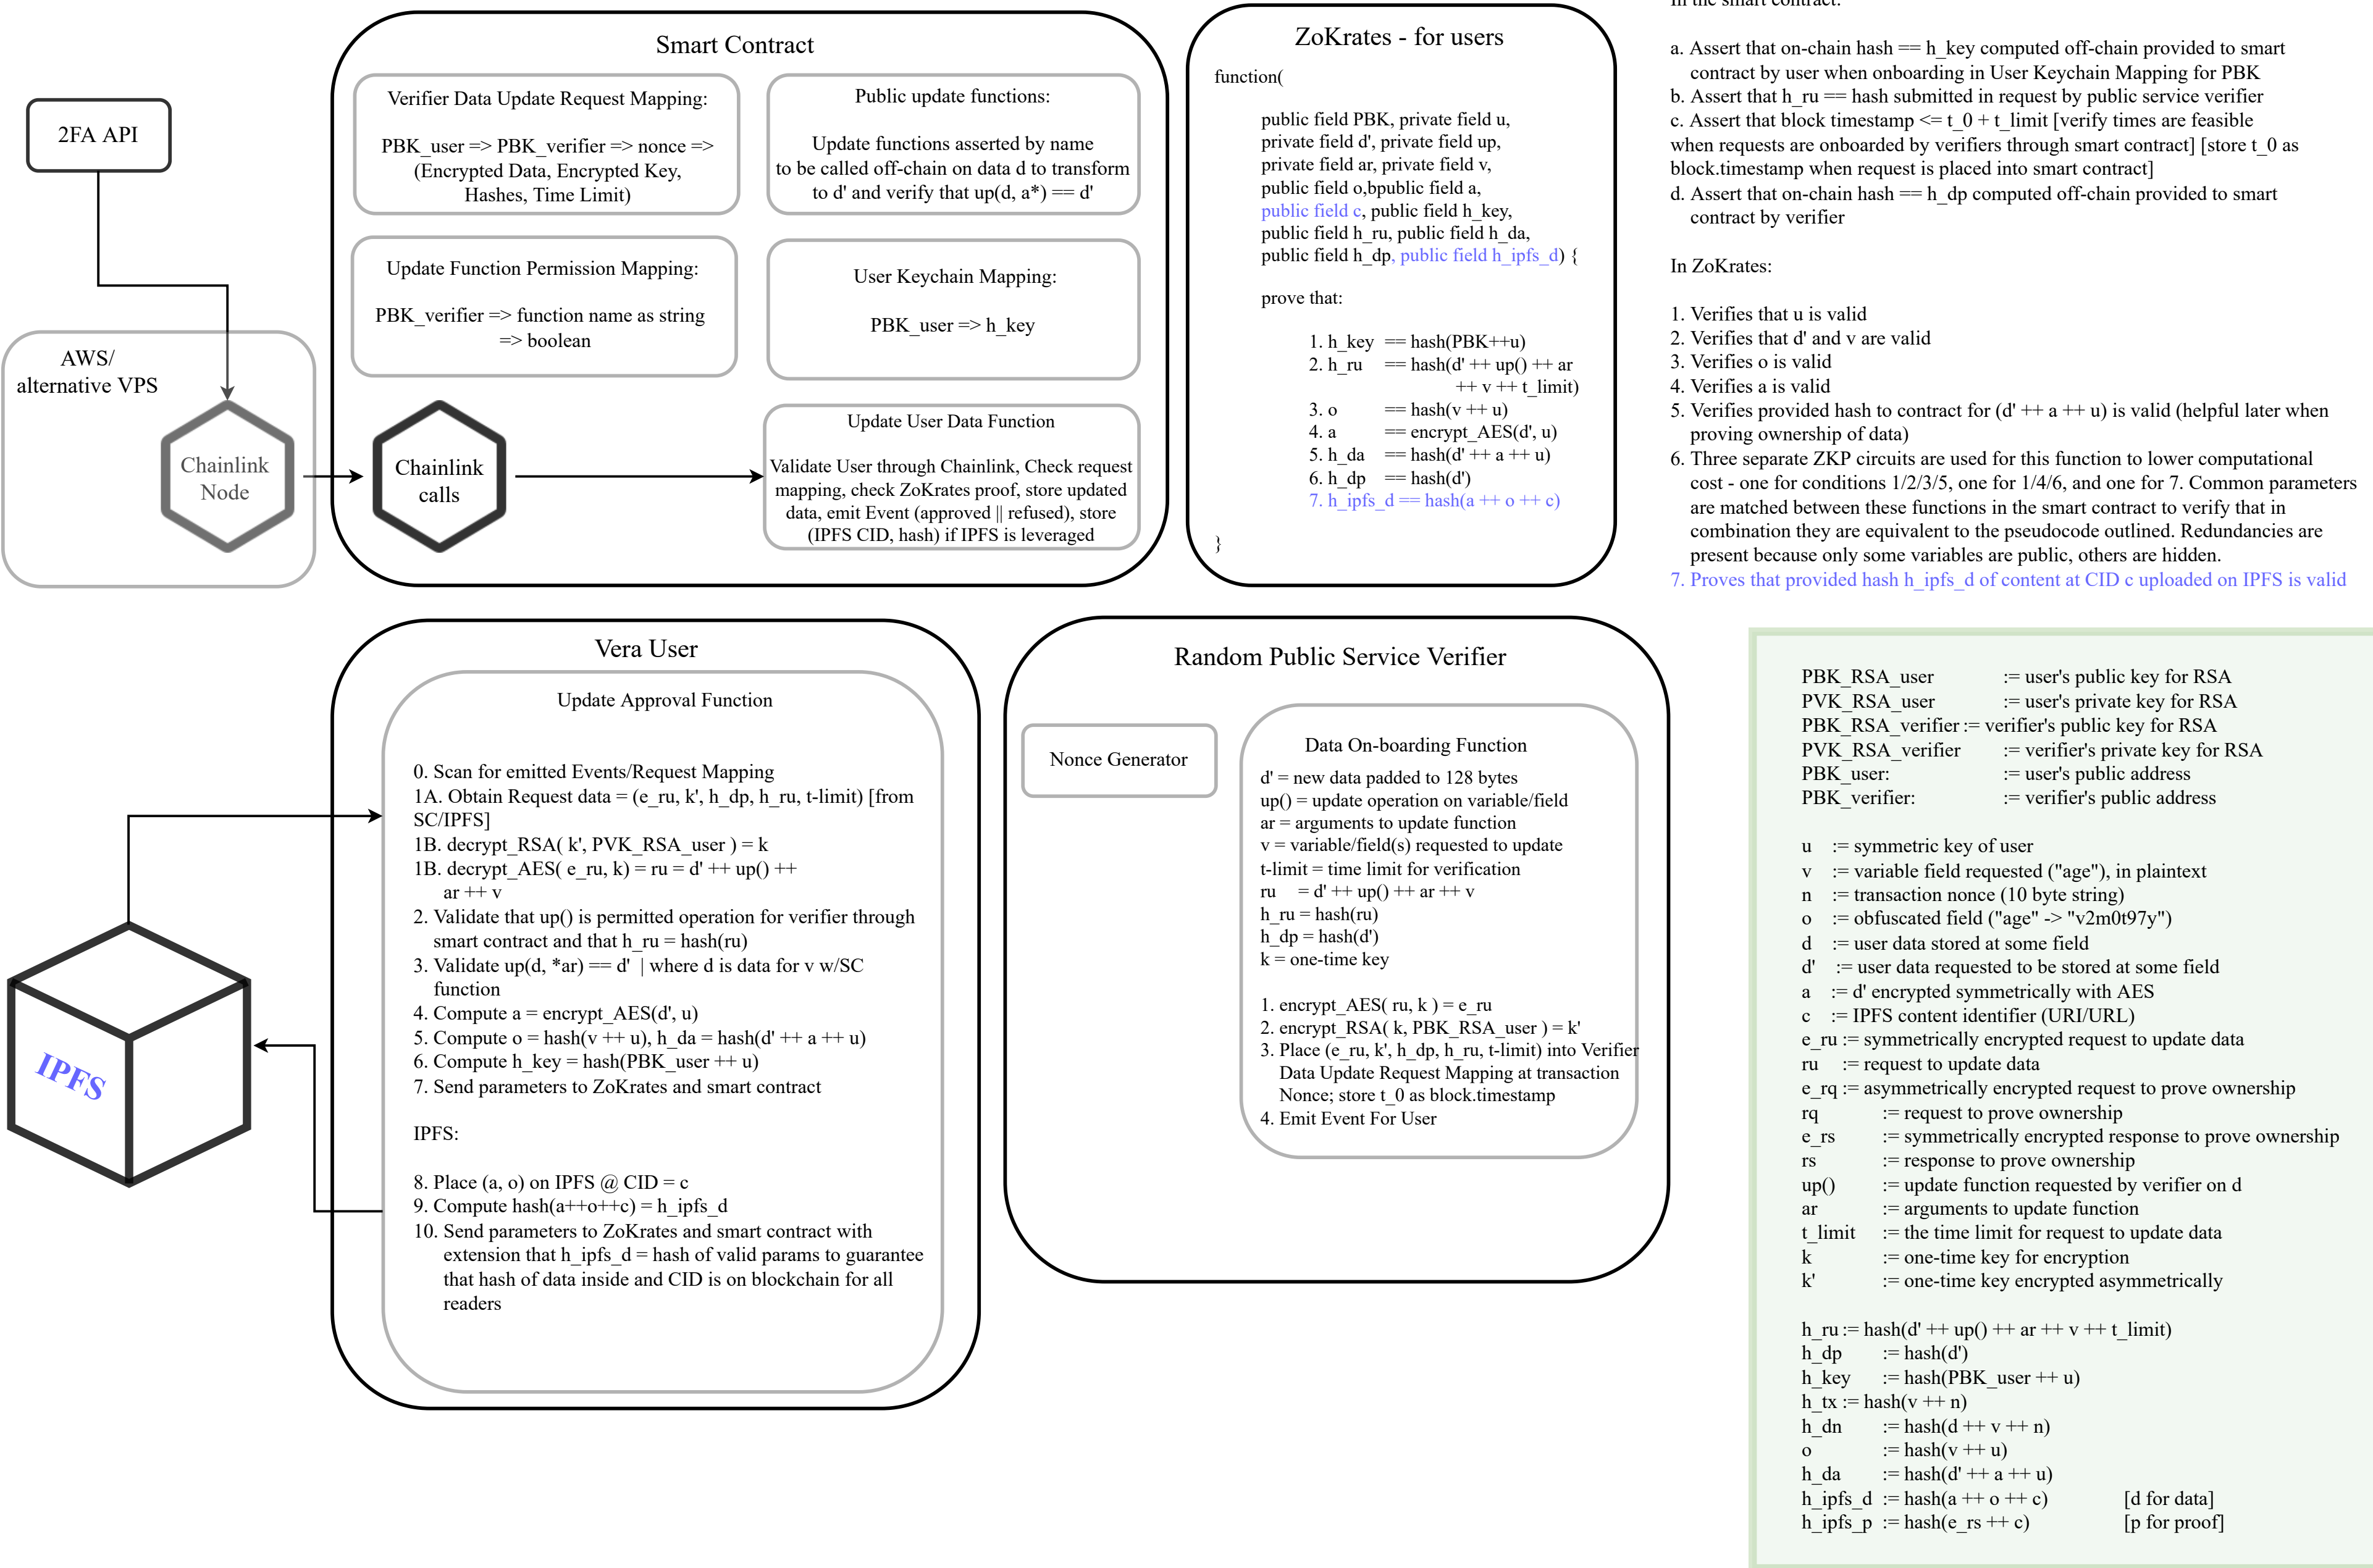 2FA API
AWS/
alternative VPS
Chainlink
Node
Smart Contract
Verifier Data Update Request Mapping:
PBK_user => PBK_verifier => nonce =>
(Encrypted Data, Encrypted Key,
Hashes, Time Limit)
Public update functions:
Update functions asserted by name
to be called off-chain on data d to transform
to d' and verify that up(d, a*) == d'
Update Function Permission Mapping:
PBK_verifier => function name as string
=> boolean
User Keychain Mapping:
PBK_user => h_key
Chainlink
calls
Update User Data Function
Validate User through Chainlink, Check request
mapping, check ZoKrates proof, store updated
data, emit Event (approved || refused), store
(IPFS CID, hash) if IPFS is leveraged
ZoKrates - for users
function(
public field PBK, private field u,
private field d', private field up,
private field ar, private field v,
public field o,bpublic field a,
public field c, public field h_key,
public field h_ru, public field h_da,
public field h_dp, public field h_ipfs_d) {
prove that:
1. h_key == hash(PBK++u)
2. h_ru == hash(d' ++ up() ++ ar
++ v ++ t_limit)
3. o == hash(v ++ u)
4. a == encrypt_AES(d', u)
5. h_da == hash(d' ++ a ++ u)
6. h_dp == hash(d')
7. h_ipfs_d == hash(a ++ o ++ c)
}
In the smart contract:
a. Assert that on-chain hash == h_key computed off-chain provided to smart
contract by user when onboarding in User Keychain Mapping for PBK
b. Assert that h_ru == hash submitted in request by public service verifier
c. Assert that block timestamp <= t_0 + t_limit [verify times are feasible
when requests are onboarded by verifiers through smart contract] [store t_0 as
block.timestamp when request is placed into smart contract]
d. Assert that on-chain hash == h_dp computed off-chain provided to smart
contract by verifier
In ZoKrates:
1. Verifies that u is valid
2. Verifies that d' and v are valid
3. Verifies o is valid
4. Verifies a is valid
5. Verifies provided hash to contract for (d' ++ a ++ u) is valid (helpful later when
proving ownership of data)
6. Three separate ZKP circuits are used for this function to lower computational
cost - one for conditions 1/2/3/5, one for 1/4/6, and one for 7. Common parameters
are matched between these functions in the smart contract to verify that in
combination they are equivalent to the pseudocode outlined. Redundancies are
present because only some variables are public, others are hidden.
7. Proves that provided hash h_ipfs_d of content at CID c uploaded on IPFS is valid
IPFS
Vera User
Update Approval Function
0. Scan for emitted Events/Request Mapping
1A. Obtain Request data = (e_ru, k', h_dp, h_ru, t-limit) [from
SC/IPFS]
1B. decrypt_RSA( k', PVK_RSA_user ) = k
1B. decrypt_AES( e_ru, k) = ru = d' ++ up() ++
ar ++ v
2. Validate that up() is permitted operation for verifier through
smart contract and that h_ru = hash(ru)
3. Validate up(d, *ar) == d' | where d is data for v w/SC
function
4. Compute a = encrypt_AES(d', u)
5. Compute o = hash(v ++ u), h_da = hash(d' ++ a ++ u)
6. Compute h_key = hash(PBK_user ++ u)
7. Send parameters to ZoKrates and smart contract
IPFS:
8. Place (a, o) on IPFS @ CID = c
9. Compute hash(a++o++c) = h_ipfs_d
10. Send parameters to ZoKrates and smart contract with
extension that h_ipfs_d = hash of valid params to guarantee
that hash of data inside and CID is on blockchain for all
readers
Random Public Service Verifier
Nonce Generator
Data On-boarding Function
d' = new data padded to 128 bytes
up() = update operation on variable/field
ar = arguments to update function
v = variable/field(s) requested to update
t-limit = time limit for verification
ru = d' ++ up() ++ ar ++ v
h_ru = hash(ru)
h_dp = hash(d')
k = one-time key
1. encrypt_AES( ru, k ) = e_ru
2. encrypt_RSA( k, PBK_RSA_user ) = k'
3. Place (e_ru, k', h_dp, h_ru, t-limit) into Verifier
Data Update Request Mapping at transaction
Nonce; store t_0 as block.timestamp
4. Emit Event For User
PBK_RSA_user := user's public key for RSA
PVK_RSA_user := user's private key for RSA
PBK_RSA_verifier := verifier's public key for RSA
PVK_RSA_verifier := verifier's private key for RSA
PBK_user: := user's public address
PBK_verifier: := verifier's public address
u := symmetric key of user
v := variable field requested ("age"), in plaintext
n := transaction nonce (10 byte string)
o := obfuscated field ("age" -> "v2m0t97y")
d := user data stored at some field
d' := user data requested to be stored at some field
a := d' encrypted symmetrically with AES
c := IPFS content identifier (URI/URL)
e_ru := symmetrically encrypted request to update data
ru := request to update data
e_rq := asymmetrically encrypted request to prove ownership
rq := request to prove ownership
e_rs := symmetrically encrypted response to prove ownership
rs := response to prove ownership
up() := update function requested by verifier on d
ar := arguments to update function
t_limit := the time limit for request to update data
k := one-time key for encryption
k' := one-time key encrypted asymmetrically
h_ru := hash(d' ++ up() ++ ar ++ v ++ t_limit)
h_dp := hash(d')
h_key := hash(PBK_user ++ u)
h_tx := hash(v ++ n)
h_dn := hash(d ++ v ++ n)
o := hash(v ++ u)
h_da := hash(d' ++ a ++ u)
h_ipfs_d := hash(a ++ o ++ c) [d for data]
h_ipfs_p := hash(e_rs ++ c) [p for proof]